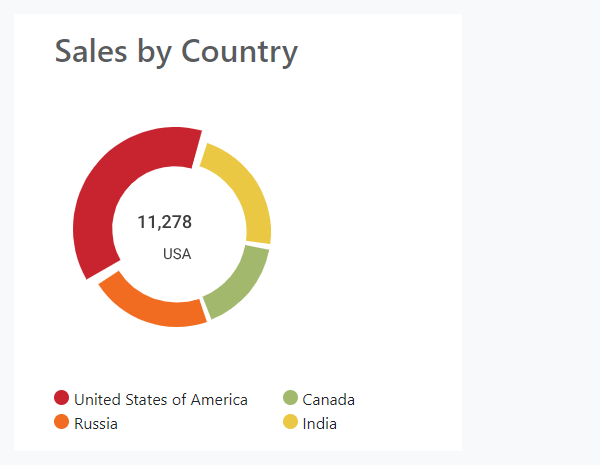 Sales by Country
11,278
USA
United States of America
Canada
Russia
India